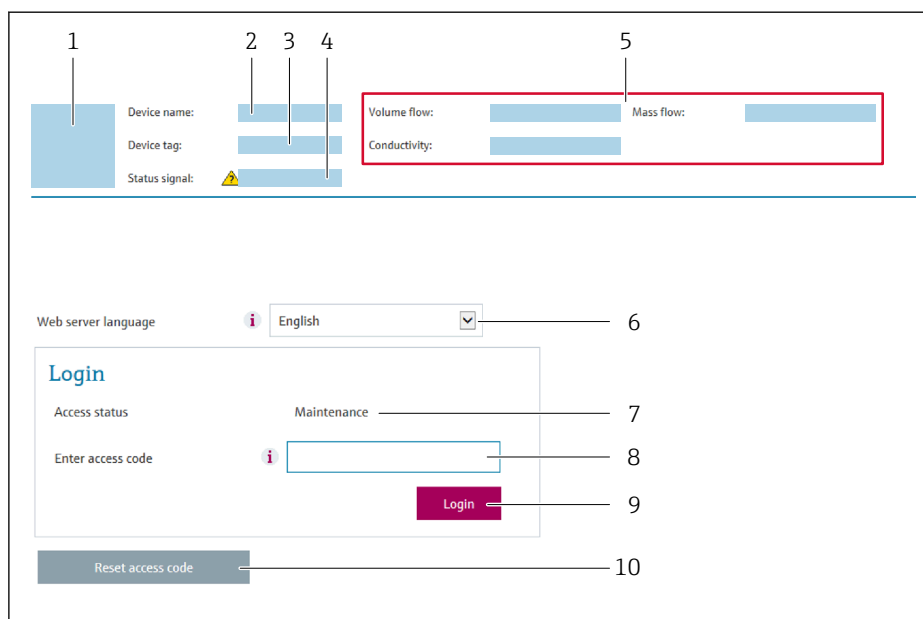 1 2 3 4 5
Device name: Volume flow: Mass flow:
Device tag: Conductivity:
Status signal: ?
Web server language i English 6
Login
Access status Maintenance 7
Enter access code i 8
Login 9
Reset access code 10